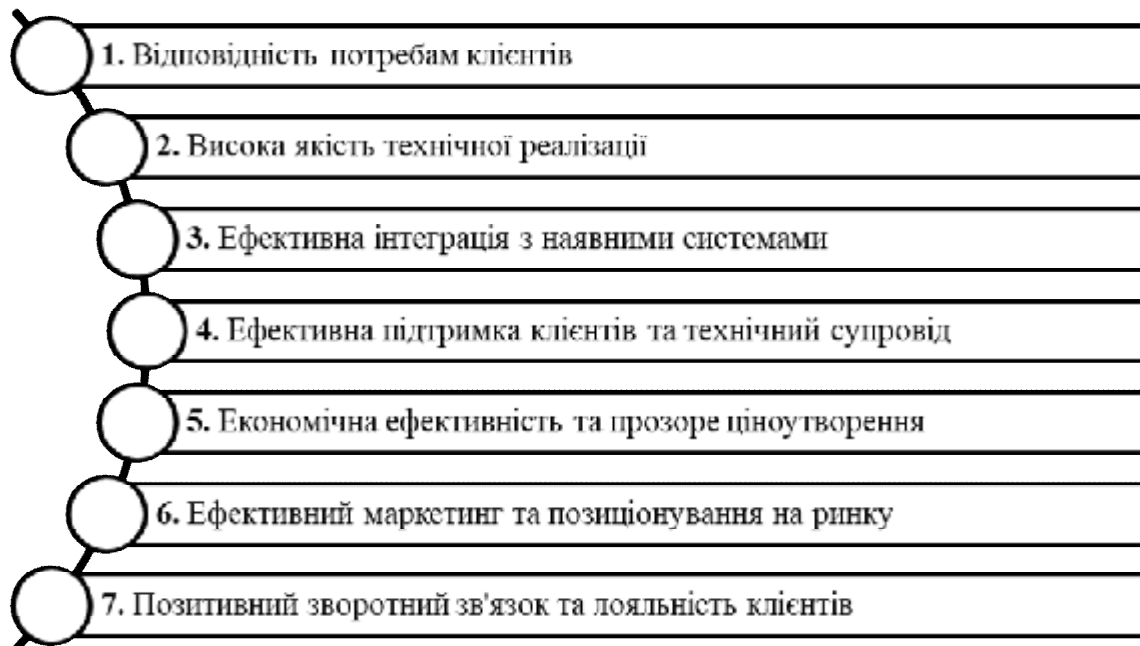 1. Відповідність потребам клієнтів
2. Висока якість технічної реалізації
3. Ефективна інтеграція з наявними системами
4. Ефективна підтримка клієнтів та технічний супровід
5. Економічна ефективність та прозоре ціноутворення
6. Ефективний маркетинг та позиціонування на ринку
7. Позитивний зворотний зв'язок та лояльність клієнтів